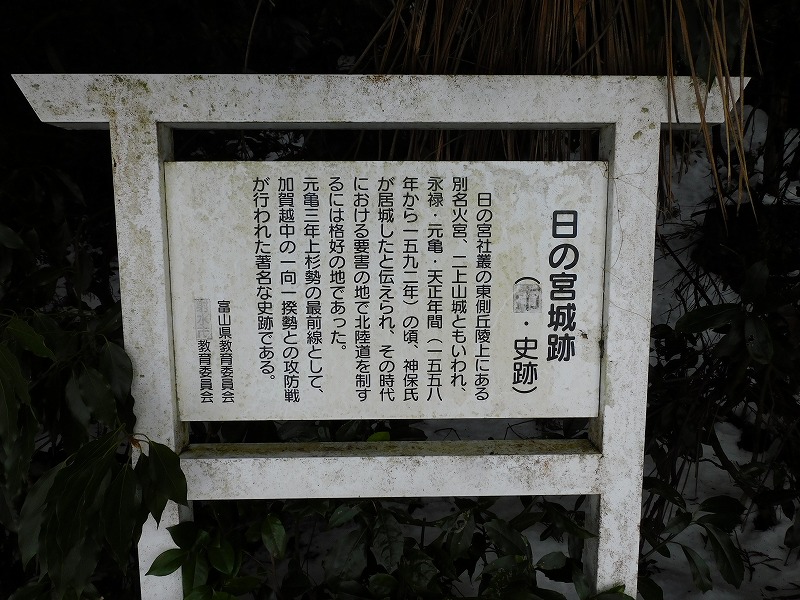 日の宮城跡
(市・史跡)
日の宮社叢の東側丘陵上にある
別名火宮、二上山城ともいわれ、
永禄・元亀・天正年間(一五五八
年から一五九二年)の頃、神保氏
が居城したと伝えられ、その時代
における要害の地で北陸道を制す
るには格好の地であった。
元亀三年上杉勢の最前線として、
加賀越中の一向一揆勢との攻防戦
が行われた著名な史跡である。
富山県教育委員会
射水市教育委員会